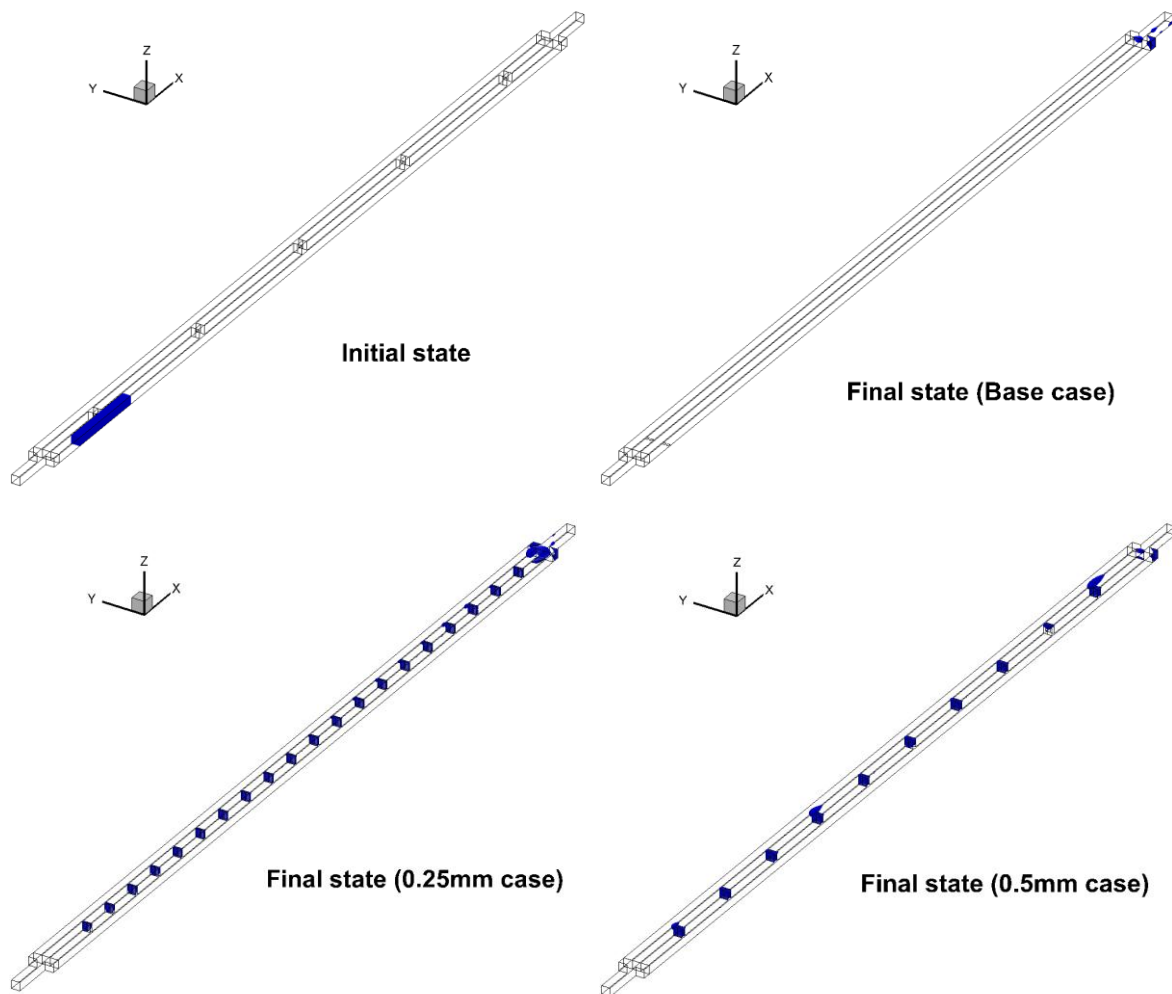 Z
X
Y
Initial state
Z
X
Y
Final state (Base case)
Z
X
Y
Final state (0.25mm case)
Z
X
Y
Final state (0.5mm case)